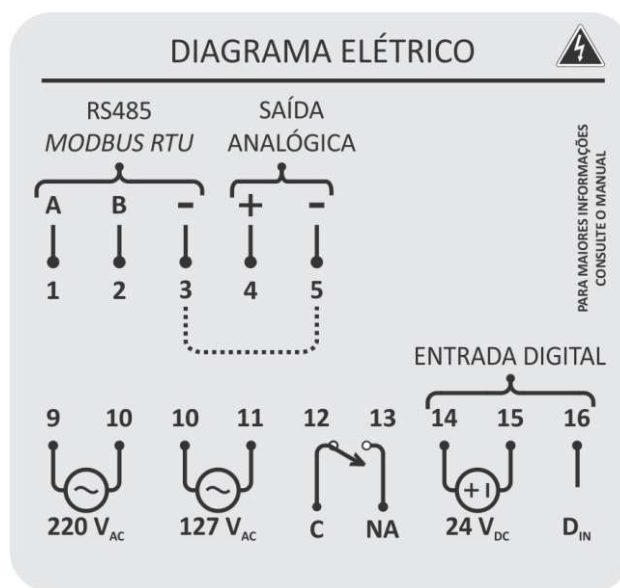 DIAGRAMA ELÉTRICO
RS485
MODBUS RTU
SAÍDA
ANALÓGICA
A B - + -
1 2 3 4 5
PARA MAIORES INFORMAÇÕES
CONSULTE O MANUAL
ENTRADA DIGITAL
9 10 10 11 12 13 14 15 16
+ -
220 VAC 127 VAC C NA 24 VDC DIN